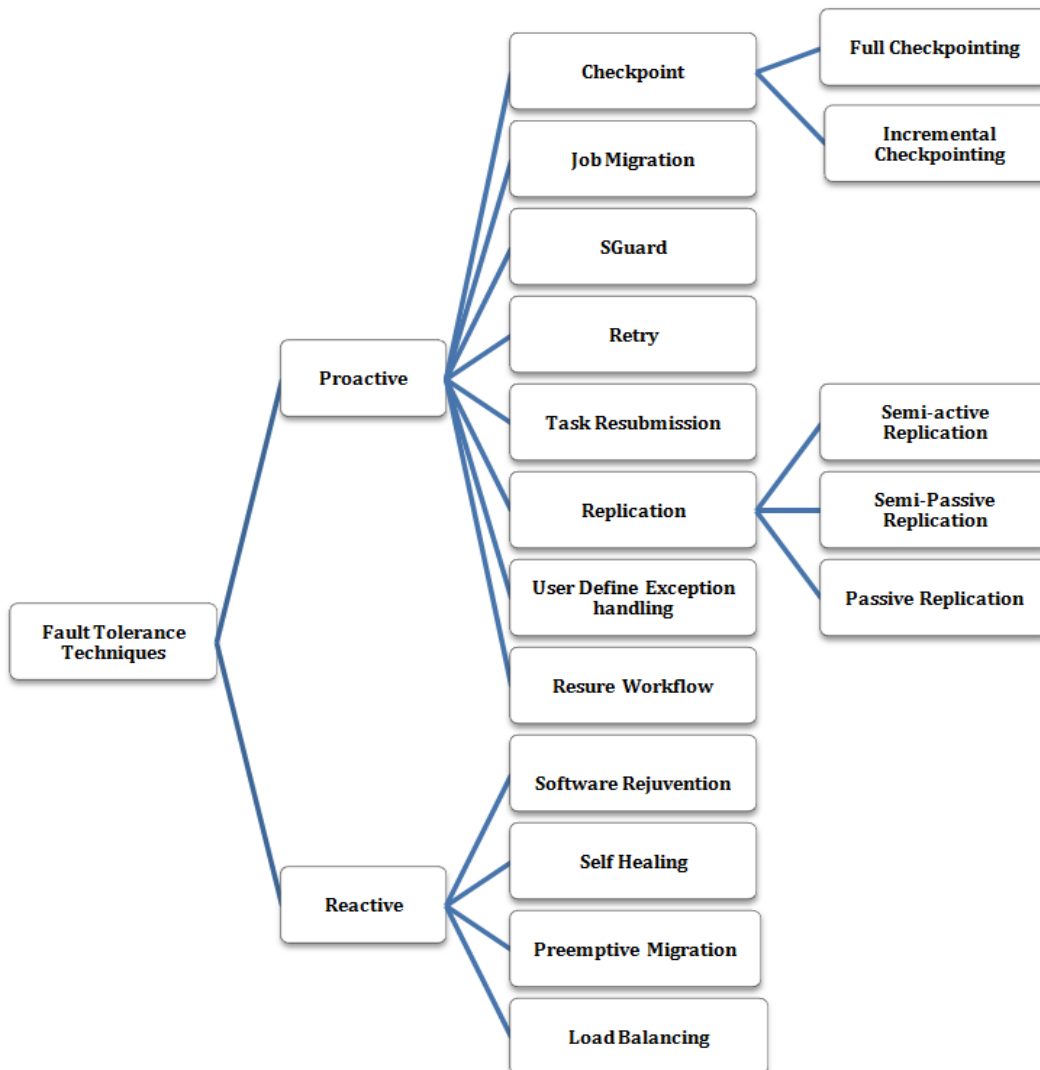 Full Checkpointing
Checkpoint
Incremental
Checkpointing
Job Migration
SGuard
Retry
Proactive
Task Resubmission
Semi-active
Replication
Replication
Semi-Passive
Replication
User Define Exception
handling
Passive Replication
Fault Tolerance
Techniques
Resure Workflow
Software Rejuvention
Self Healing
Reactive
Preemptive Migration
Load Balancing